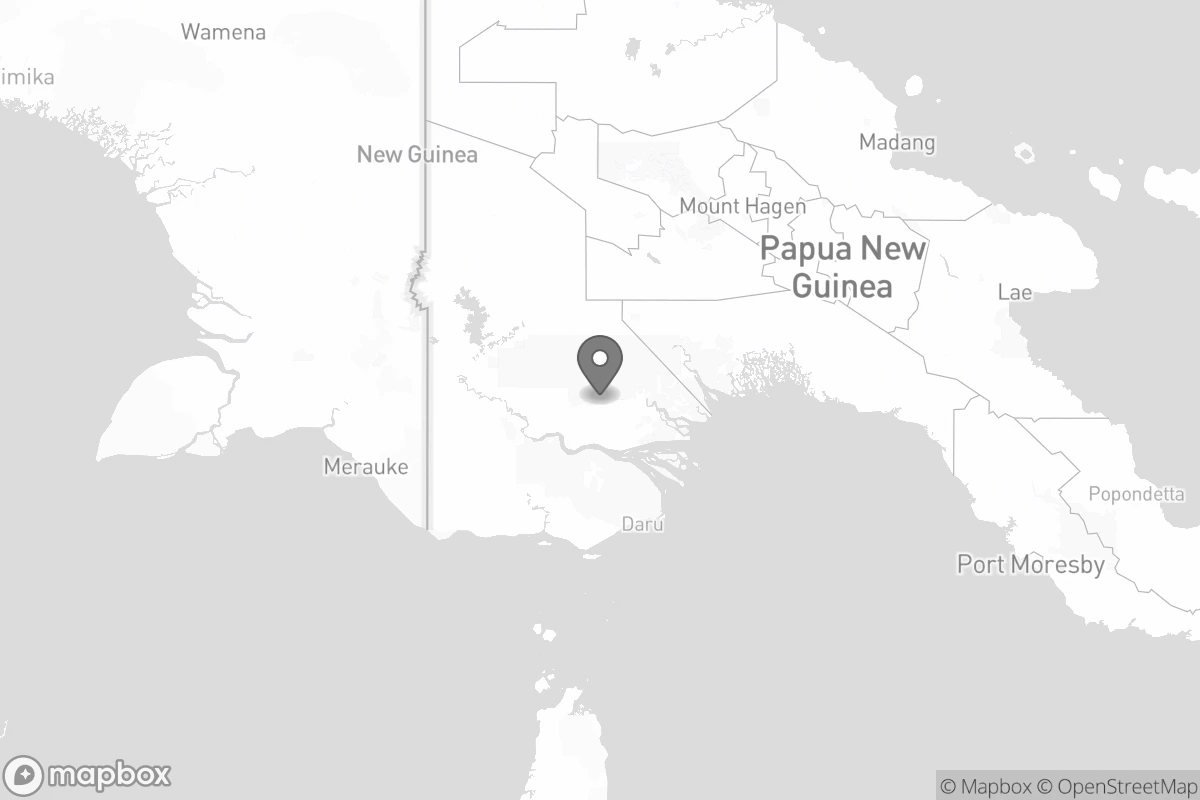 Wamena
imika
New Guinea
Madang
Mount Hagen
Papua New
Guinea
Lae
Merauke
Popondetta
Daru
Port Moresby
mapbox
© Mapbox © OpenStreetMap